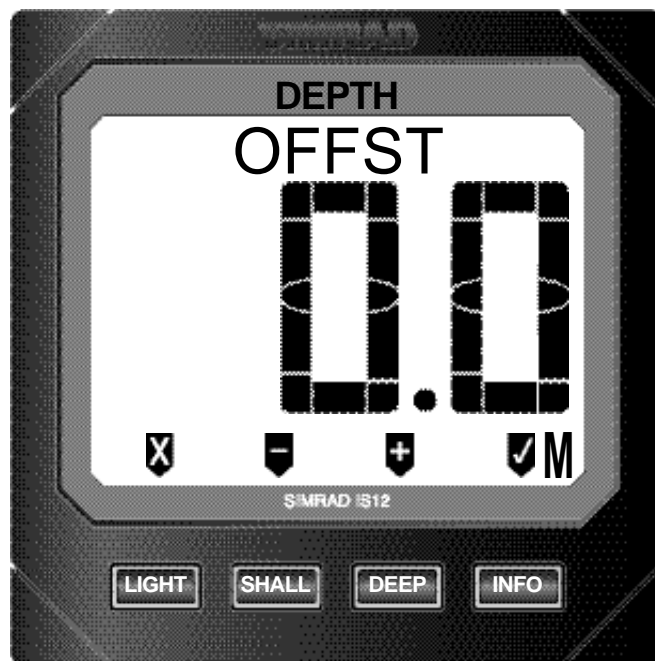 DEPTH
OFFST
0.0
X - + ✓ M
SIMRAD IS12
LIGHT SHALL DEEP INFO